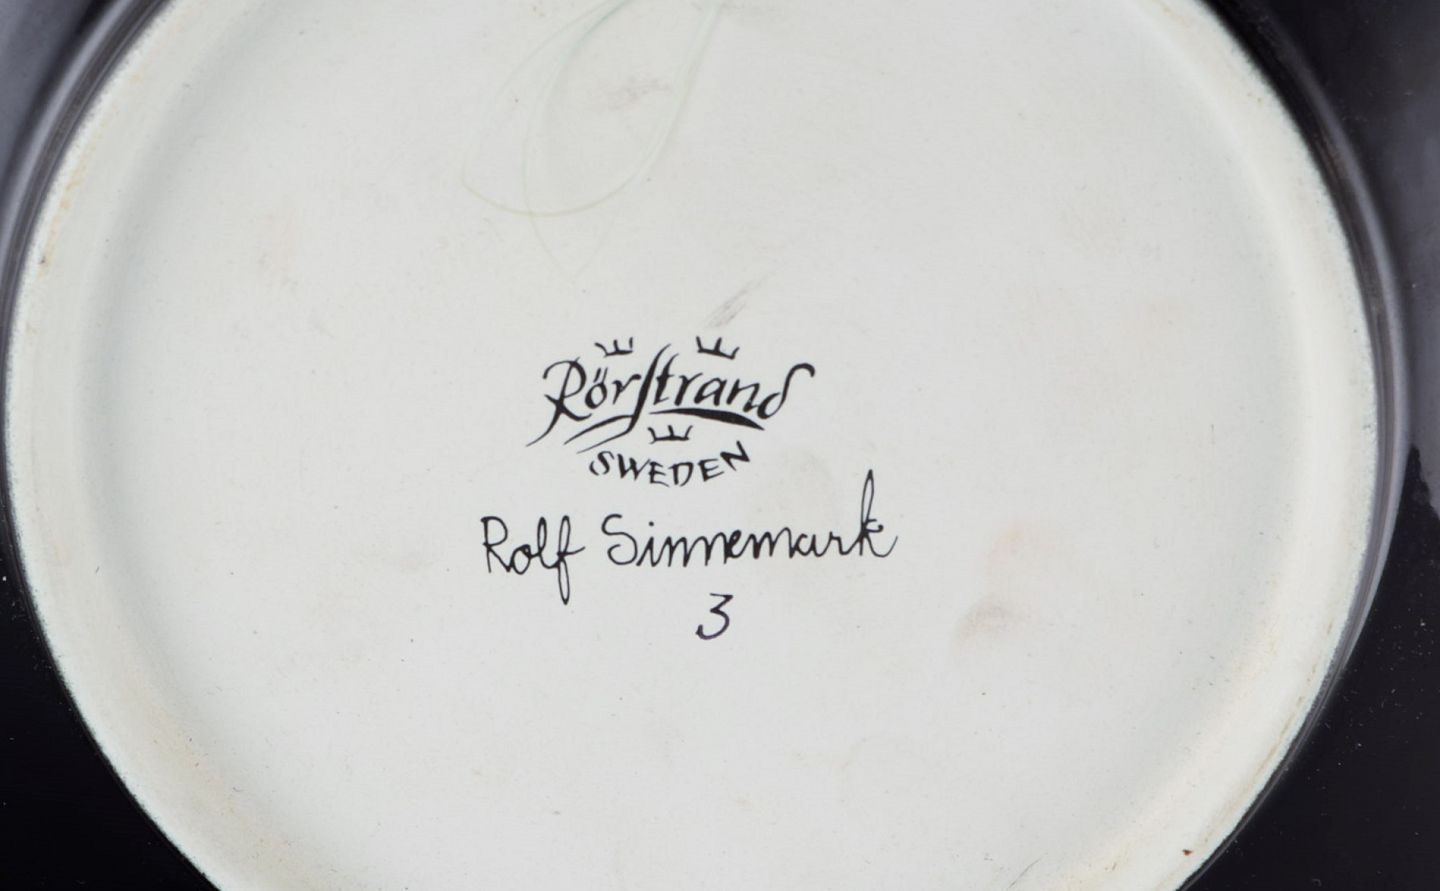 Rörstrand
SWEDEN
Rolf Sinnemark
3